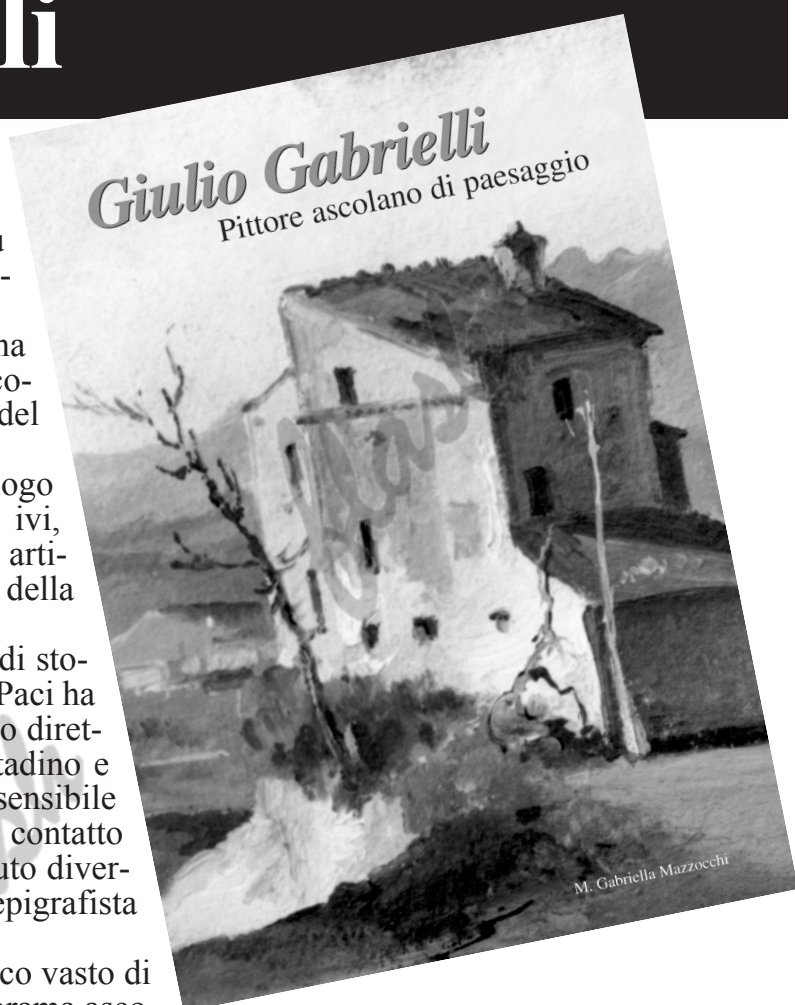 li
Giulio Gabrielli
Pittore ascolano di paesaggio
M. Gabriella Mazzocchi
-
na
co-
del
ogo
ivi,
arti-
della
di sto-
Paci ha
o diret-
tadino e
sensibile
contatto
uto diver-
epigrafista
co vasto di